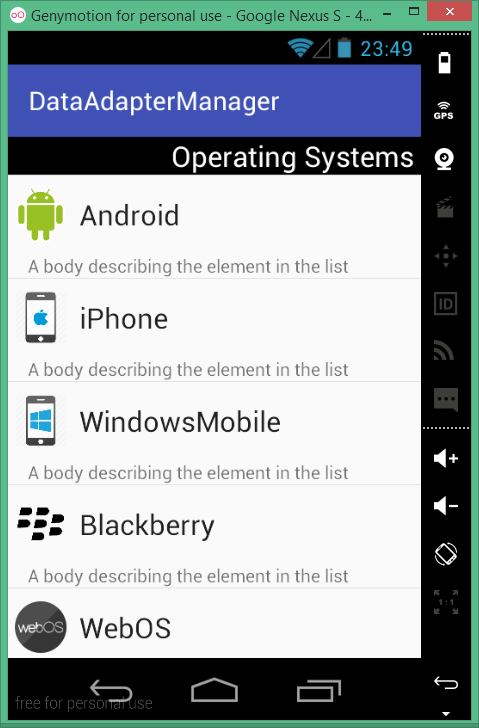 Genymotion for personal use - Google Nexus S - 4...
23:49
DataAdapterManager
Operating Systems
Android
A body describing the element in the list
iPhone
A body describing the element in the list
WindowsMobile
A body describing the element in the list
Blackberry
A body describing the element in the list
webOS
WebOS
free for personal use
GPS
ID
1:1